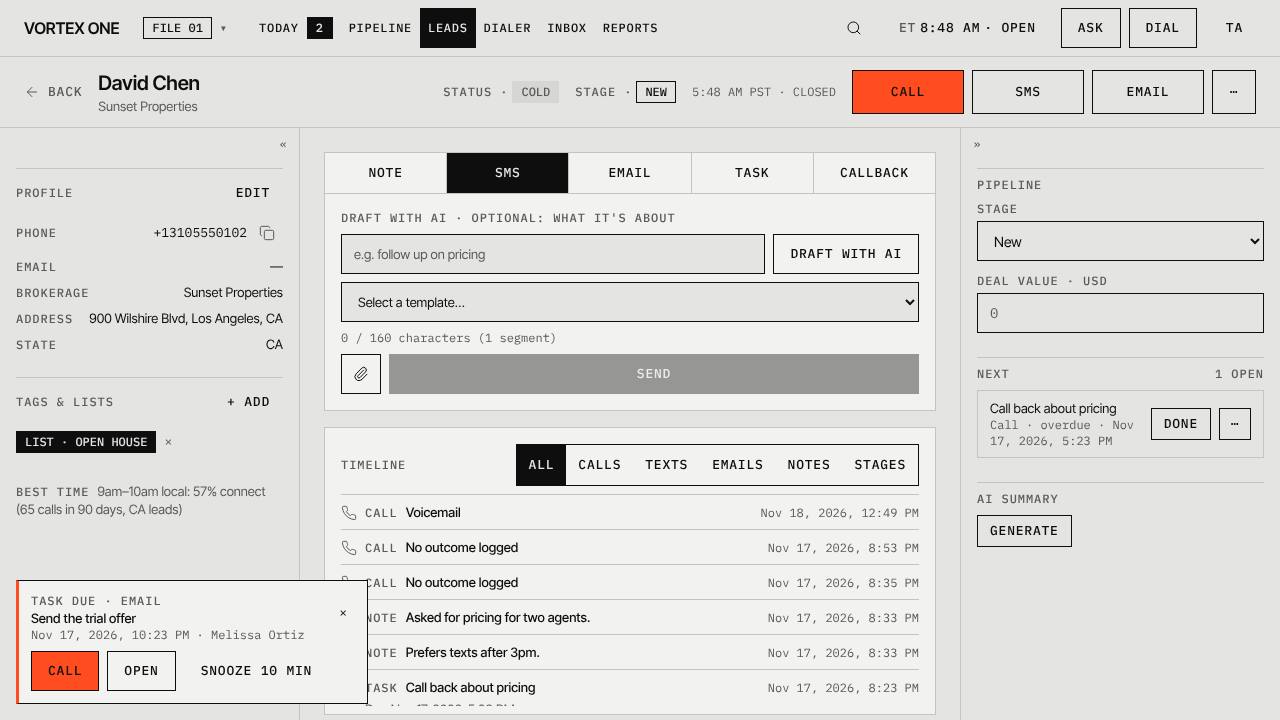 VORTEX ONE FILE 01 ▾ TODAY 2 PIPELINE LEADS DIALER INBOX REPORTS ET 8:48 AM · OPEN ASK DIAL TA
← BACK David Chen
Sunset Properties
STATUS · COLD STAGE · NEW 5:48 AM PST · CLOSED CALL SMS EMAIL ⋯
«
PROFILE EDIT
PHONE +13105550102
EMAIL —
BROKERAGE Sunset Properties
ADDRESS 900 Wilshire Blvd, Los Angeles, CA
STATE CA
TAGS & LISTS + ADD
LIST · OPEN HOUSE ×
BEST TIME 9am–10am local: 57% connect
(65 calls in 90 days, CA leads)
TASK DUE · EMAIL ×
Send the trial offer
Nov 17, 2026, 10:23 PM · Melissa Ortiz
CALL OPEN SNOOZE 10 MIN
NOTE SMS EMAIL TASK CALLBACK
DRAFT WITH AI · OPTIONAL: WHAT IT'S ABOUT
e.g. follow up on pricing DRAFT WITH AI
Select a template...
0 / 160 characters (1 segment)
SEND
TIMELINE ALL CALLS TEXTS EMAILS NOTES STAGES
CALL Voicemail Nov 18, 2026, 12:49 PM
CALL No outcome logged Nov 17, 2026, 8:53 PM
CALL No outcome logged Nov 17, 2026, 8:35 PM
NOTE Asked for pricing for two agents. Nov 17, 2026, 8:33 PM
NOTE Prefers texts after 3pm. Nov 17, 2026, 8:33 PM
TASK Call back about pricing Nov 17, 2026, 8:23 PM
»
PIPELINE
STAGE
New
DEAL VALUE · USD
0
NEXT 1 OPEN
Call back about pricing
Call · overdue · Nov
17, 2026, 5:23 PM
DONE ⋯
AI SUMMARY
GENERATE